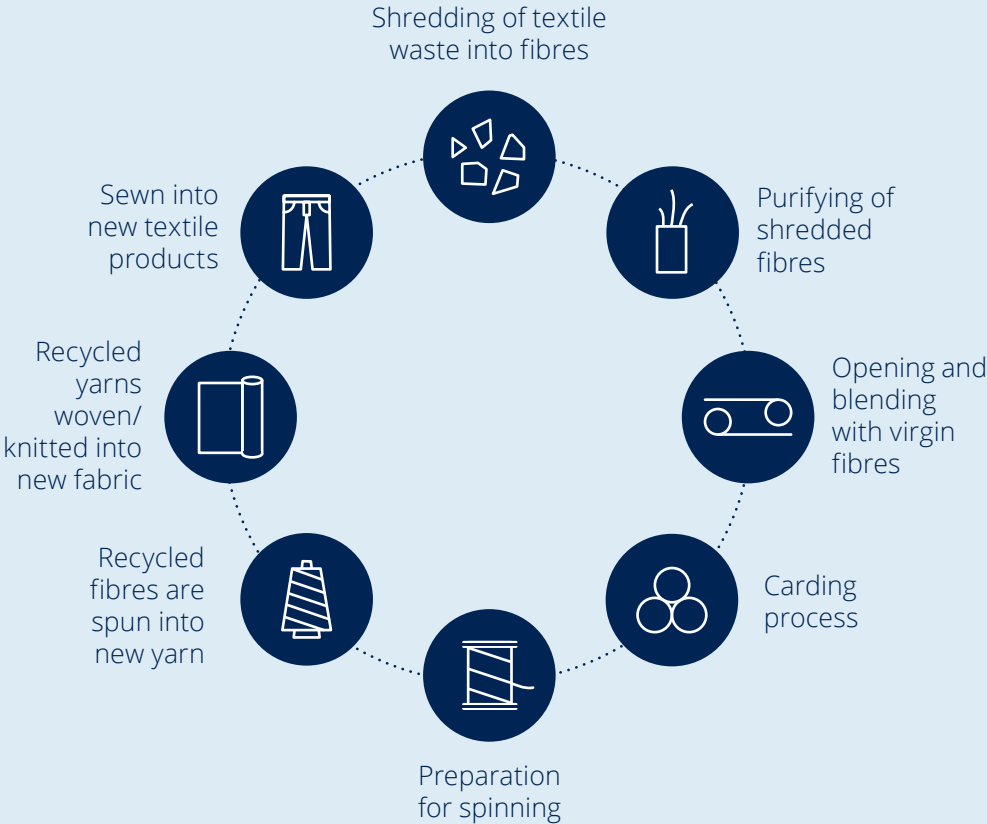 Shredding of textile
waste into fibres
Purifying of
shredded
fibres
Opening and
blending
with virgin
fibres
Carding
process
Preparation
for spinning
Recycled
fibres are
spun into
new yarn
Recycled
yarns
woven/
knitted into
new fabric
Sewn into
new textile
products